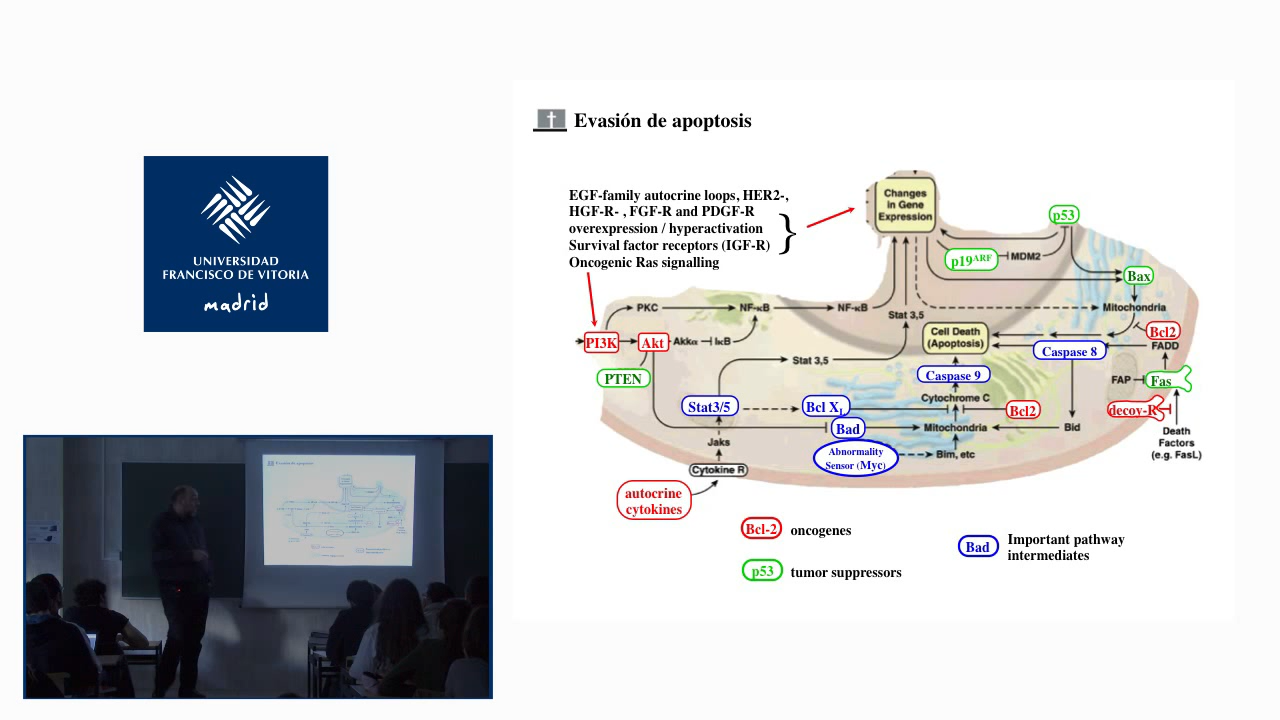 UNIVERSIDAD
FRANCISCO DE VITORIA
madrid
Evasión de apoptosis
EGF-family autocrine loops, HER2-,
HGF-R- , FGF-R and PDGF-R
overexpression / hyperactivation
Survival factor receptors (IGF-R)
Oncogenic Ras signalling
}
Changes
in Gene
Expression
p53
p19ARF
MDM2
Bax
PKC
NF-κB
NF-κB
Stat 3,5
Mitochondria
PI3K
Akt
Akkα
IκB
Cell Death
(Apoptosis)
Bcl2
FADD
Caspase 8
PTEN
Stat 3,5
Caspase 9
FAP
Fas
Stat3/5
Bcl XL
Cytochrome C
Bcl2
decoy-R
Bad
Mitochondria
Bid
Death
Factors
(e.g. FasL)
Jaks
Abnormality
Sensor (Myc)
Bim, etc
Cytokine R
autocrine
cytokines
Bcl-2 oncogenes
p53 tumor suppressors
Bad Important pathway
intermediates